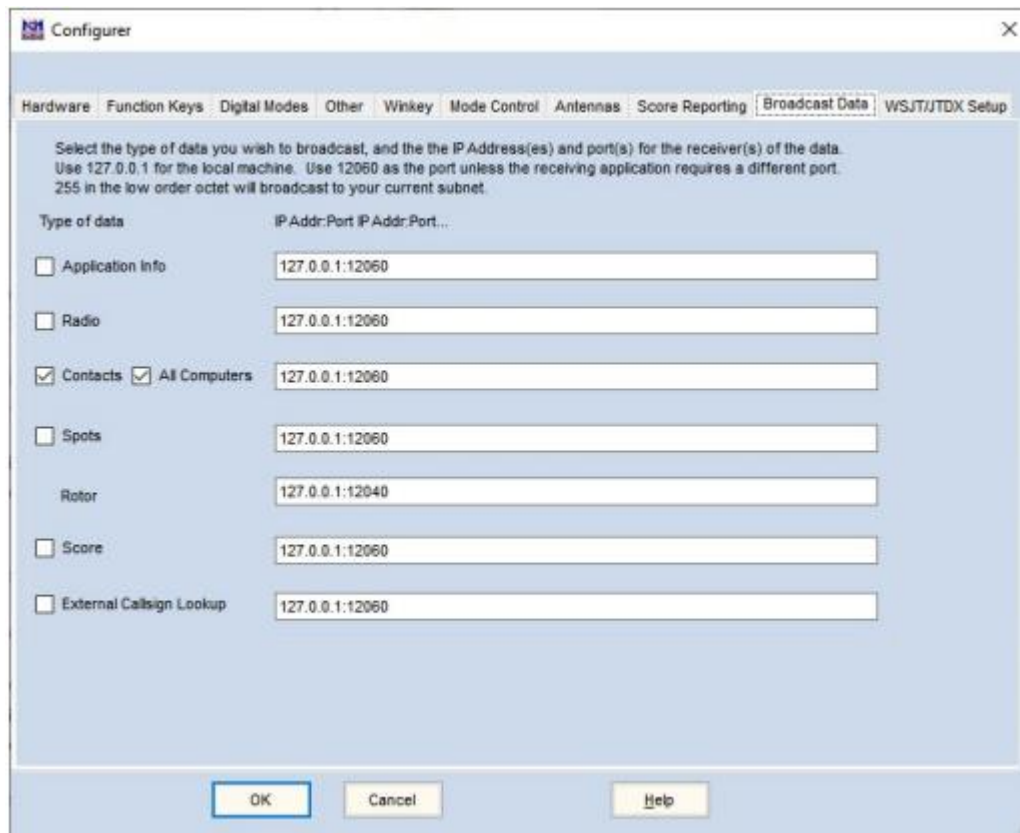 Configurer
Hardware Function Keys Digital Modes Other Winkey Mode Control Antennas Score Reporting Broadcast Data WSJT/JTDX Setup
Select the type of data you wish to broadcast, and the the IP Address(es) and port(s) for the receiver(s) of the data.
Use 127.0.0.1 for the local machine. Use 12060 as the port unless the receiving application requires a different port.
255 in the low order octet will broadcast to your current subnet.
Type of data IP Addr:Port IP Addr:Port...
Application Info 127.0.0.1:12060
Radio 127.0.0.1:12060
Contacts All Computers 127.0.0.1:12060
Spots 127.0.0.1:12060
Rotor 127.0.0.1:12040
Score 127.0.0.1:12060
External Callsign Lookup 127.0.0.1:12060
OK Cancel Help